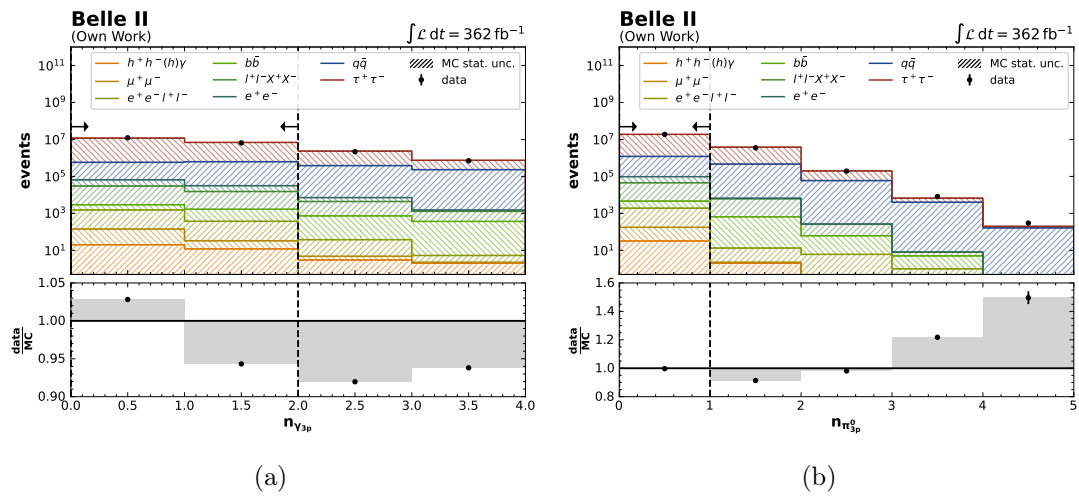 Belle II
(Own Work)
∫ℒ dt = 362 fb⁻¹
h⁺h⁻(h)γ
μ⁺μ⁻
e⁺e⁻l⁺l⁻
bb̄
l⁺l⁻X⁺X⁻
e⁺e⁻
qq̄
τ⁺τ⁻
MC stat. unc.
data
events
10¹¹
10⁹
10⁷
10⁵
10³
10¹
data/MC
1.05
1.00
0.95
0.90
0.0 0.5 1.0 1.5 2.0 2.5 3.0 3.5 4.0
n_γ₃ₚ
(a)
Belle II
(Own Work)
∫ℒ dt = 362 fb⁻¹
h⁺h⁻(h)γ
μ⁺μ⁻
e⁺e⁻l⁺l⁻
bb̄
l⁺l⁻X⁺X⁻
e⁺e⁻
qq̄
τ⁺τ⁻
MC stat. unc.
data
events
10¹¹
10⁹
10⁷
10⁵
10³
10¹
data/MC
1.6
1.4
1.2
1.0
0.8
0 1 2 3 4 5
n_π⁰₃ₚ
(b)